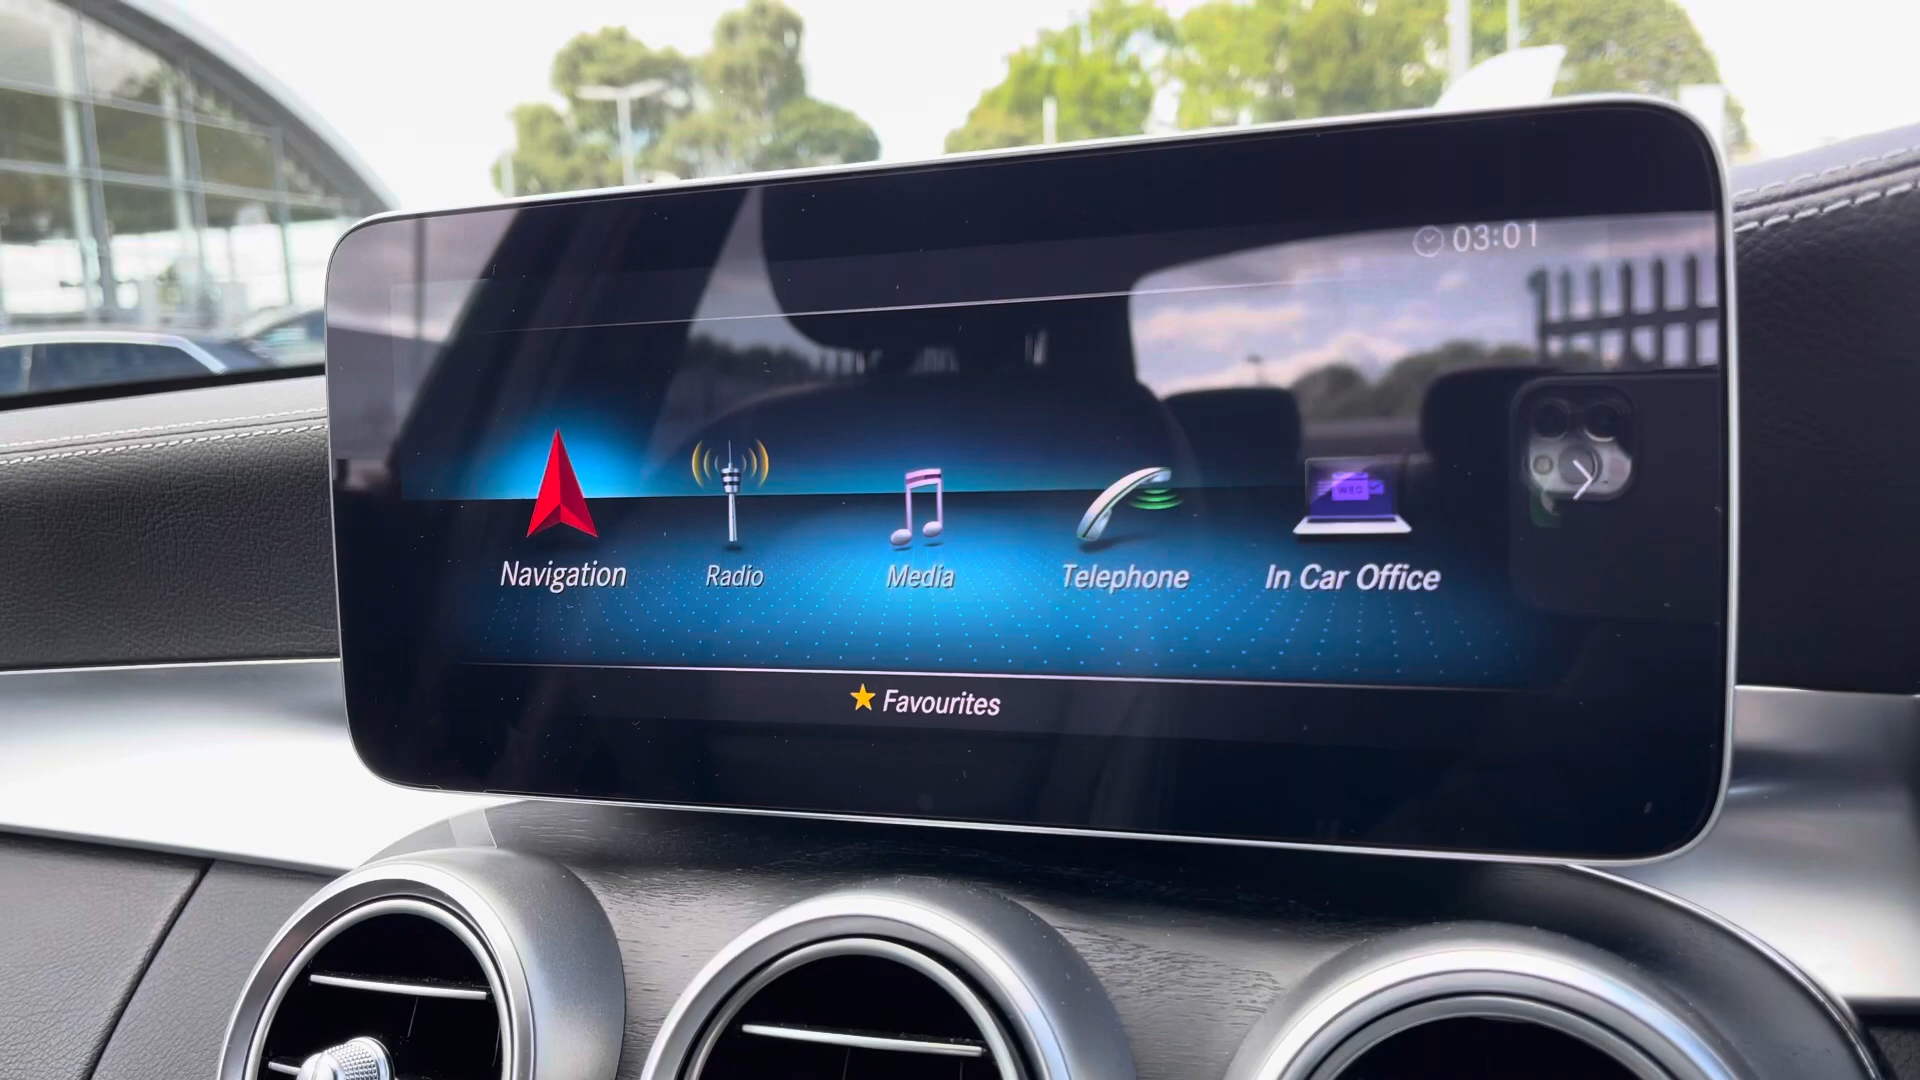 03:01
Navigation
Radio
Media
Telephone
In Car Office
Favourites